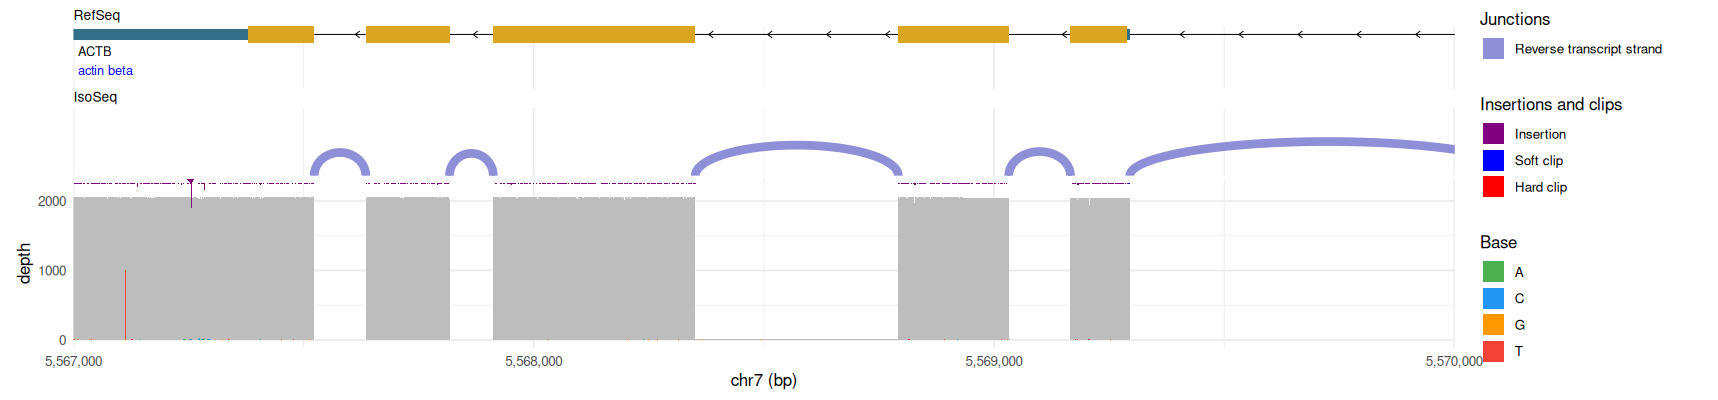 RefSeq
ACTB
actin beta
IsoSeq
depth
2000
1000
0
5,567,000
5,568,000
5,569,000
5,570,000
chr7 (bp)
Junctions
Reverse transcript strand
Insertions and clips
Insertion
Soft clip
Hard clip
Base
A
C
G
T